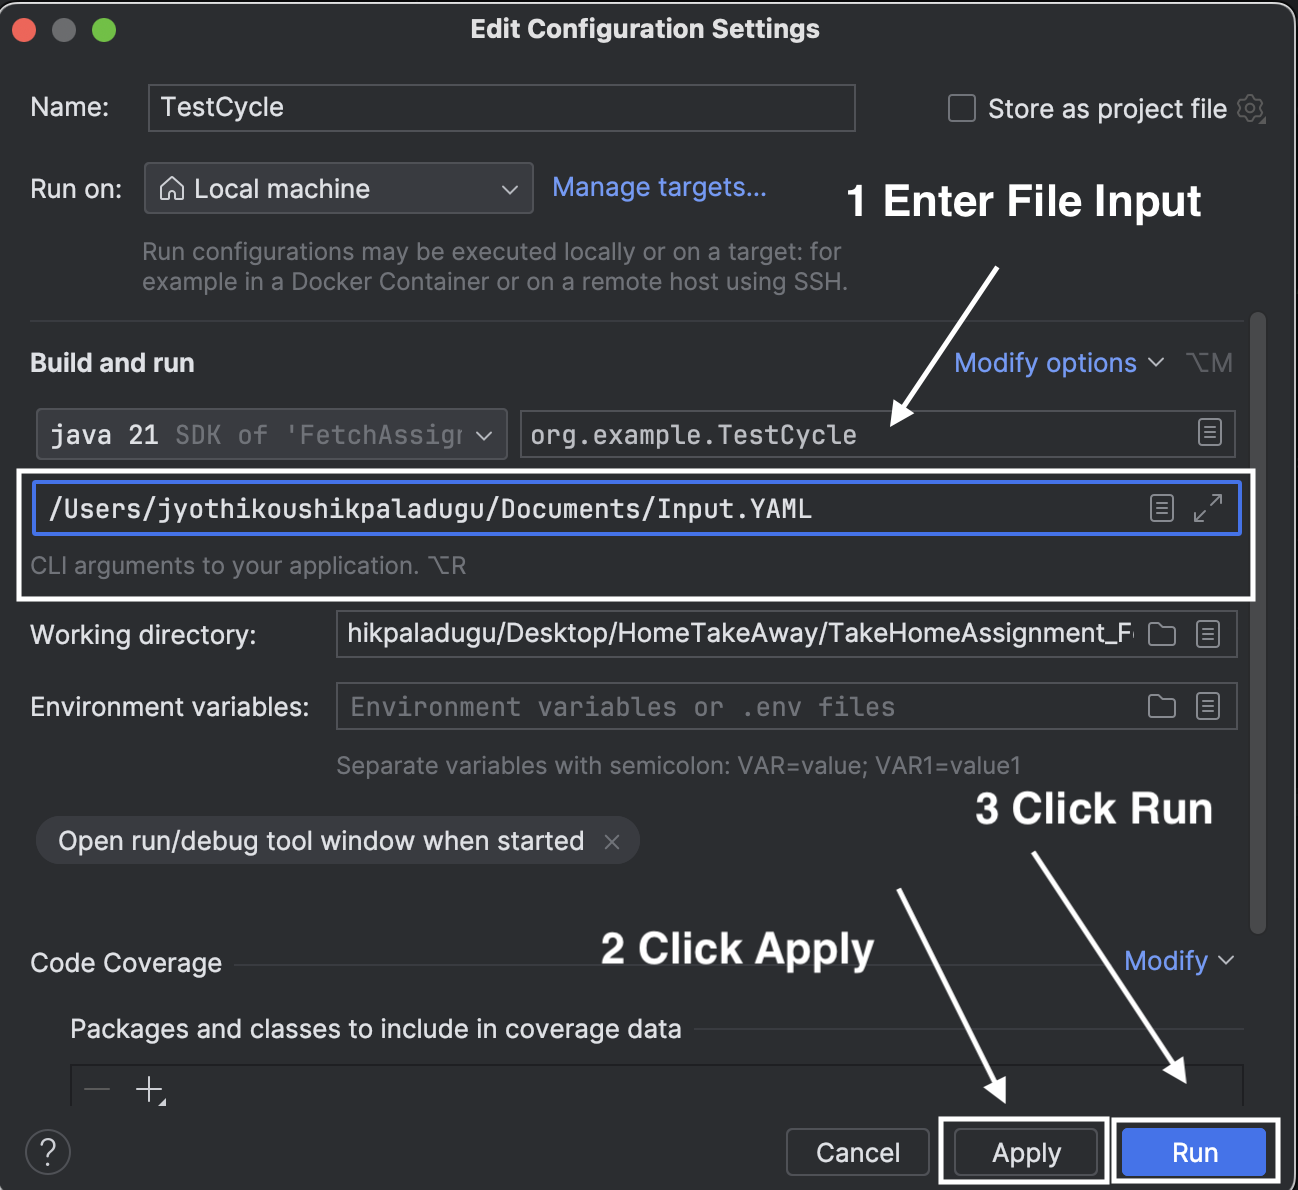 Edit Configuration Settings
Name: TestCycle Store as project file
Run on: Local machine Manage targets...
1 Enter File Input
Run configurations may be executed locally or on a target: for
example in a Docker Container or on a remote host using SSH.
Build and run Modify options ⌥M
java 21 SDK of 'FetchAssign org.example.TestCycle
/Users/jyothikoushikpaladugu/Documents/Input.YAML
CLI arguments to your application. ⌥R
Working directory: hikpaladugu/Desktop/HomeTakeAway/TakeHomeAssignment_F
Environment variables: Environment variables or .env files
Separate variables with semicolon: VAR=value; VAR1=value1
3 Click Run
Open run/debug tool window when started
2 Click Apply
Code Coverage Modify
Packages and classes to include in coverage data
? Cancel Apply Run